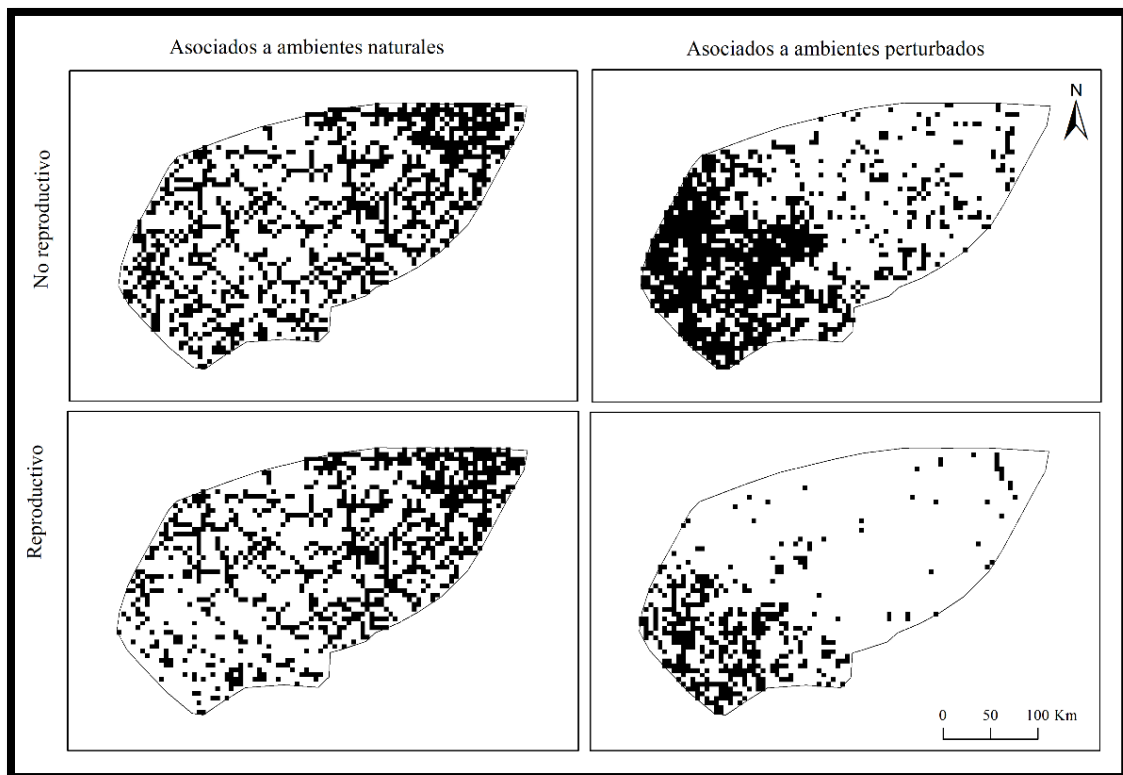 Asociados a ambientes naturales
Asociados a ambientes perturbados
N
No reproductivo
Reproductivo
0 50 100 Km